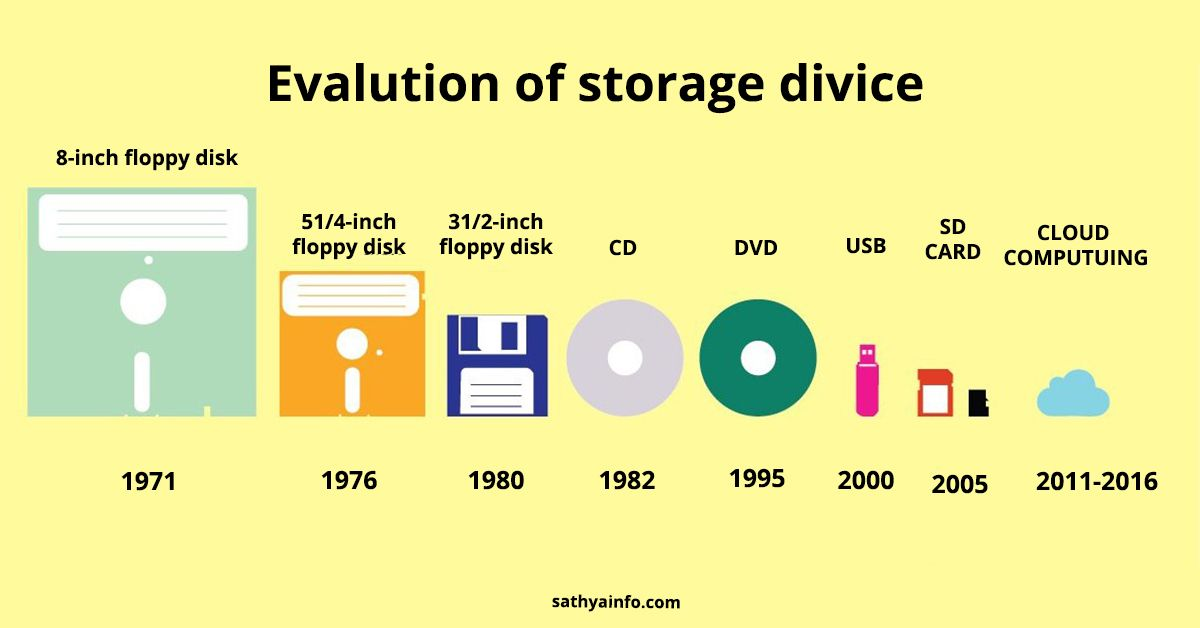 Evalution of storage divice
8-inch floppy disk
51/4-inch
floppy disk
31/2-inch
floppy disk
CD
DVD
USB
SD
CARD
CLOUD
COMPUTUING
1971
1976
1980
1982
1995
2000
2005
2011-2016
sathyainfo.com